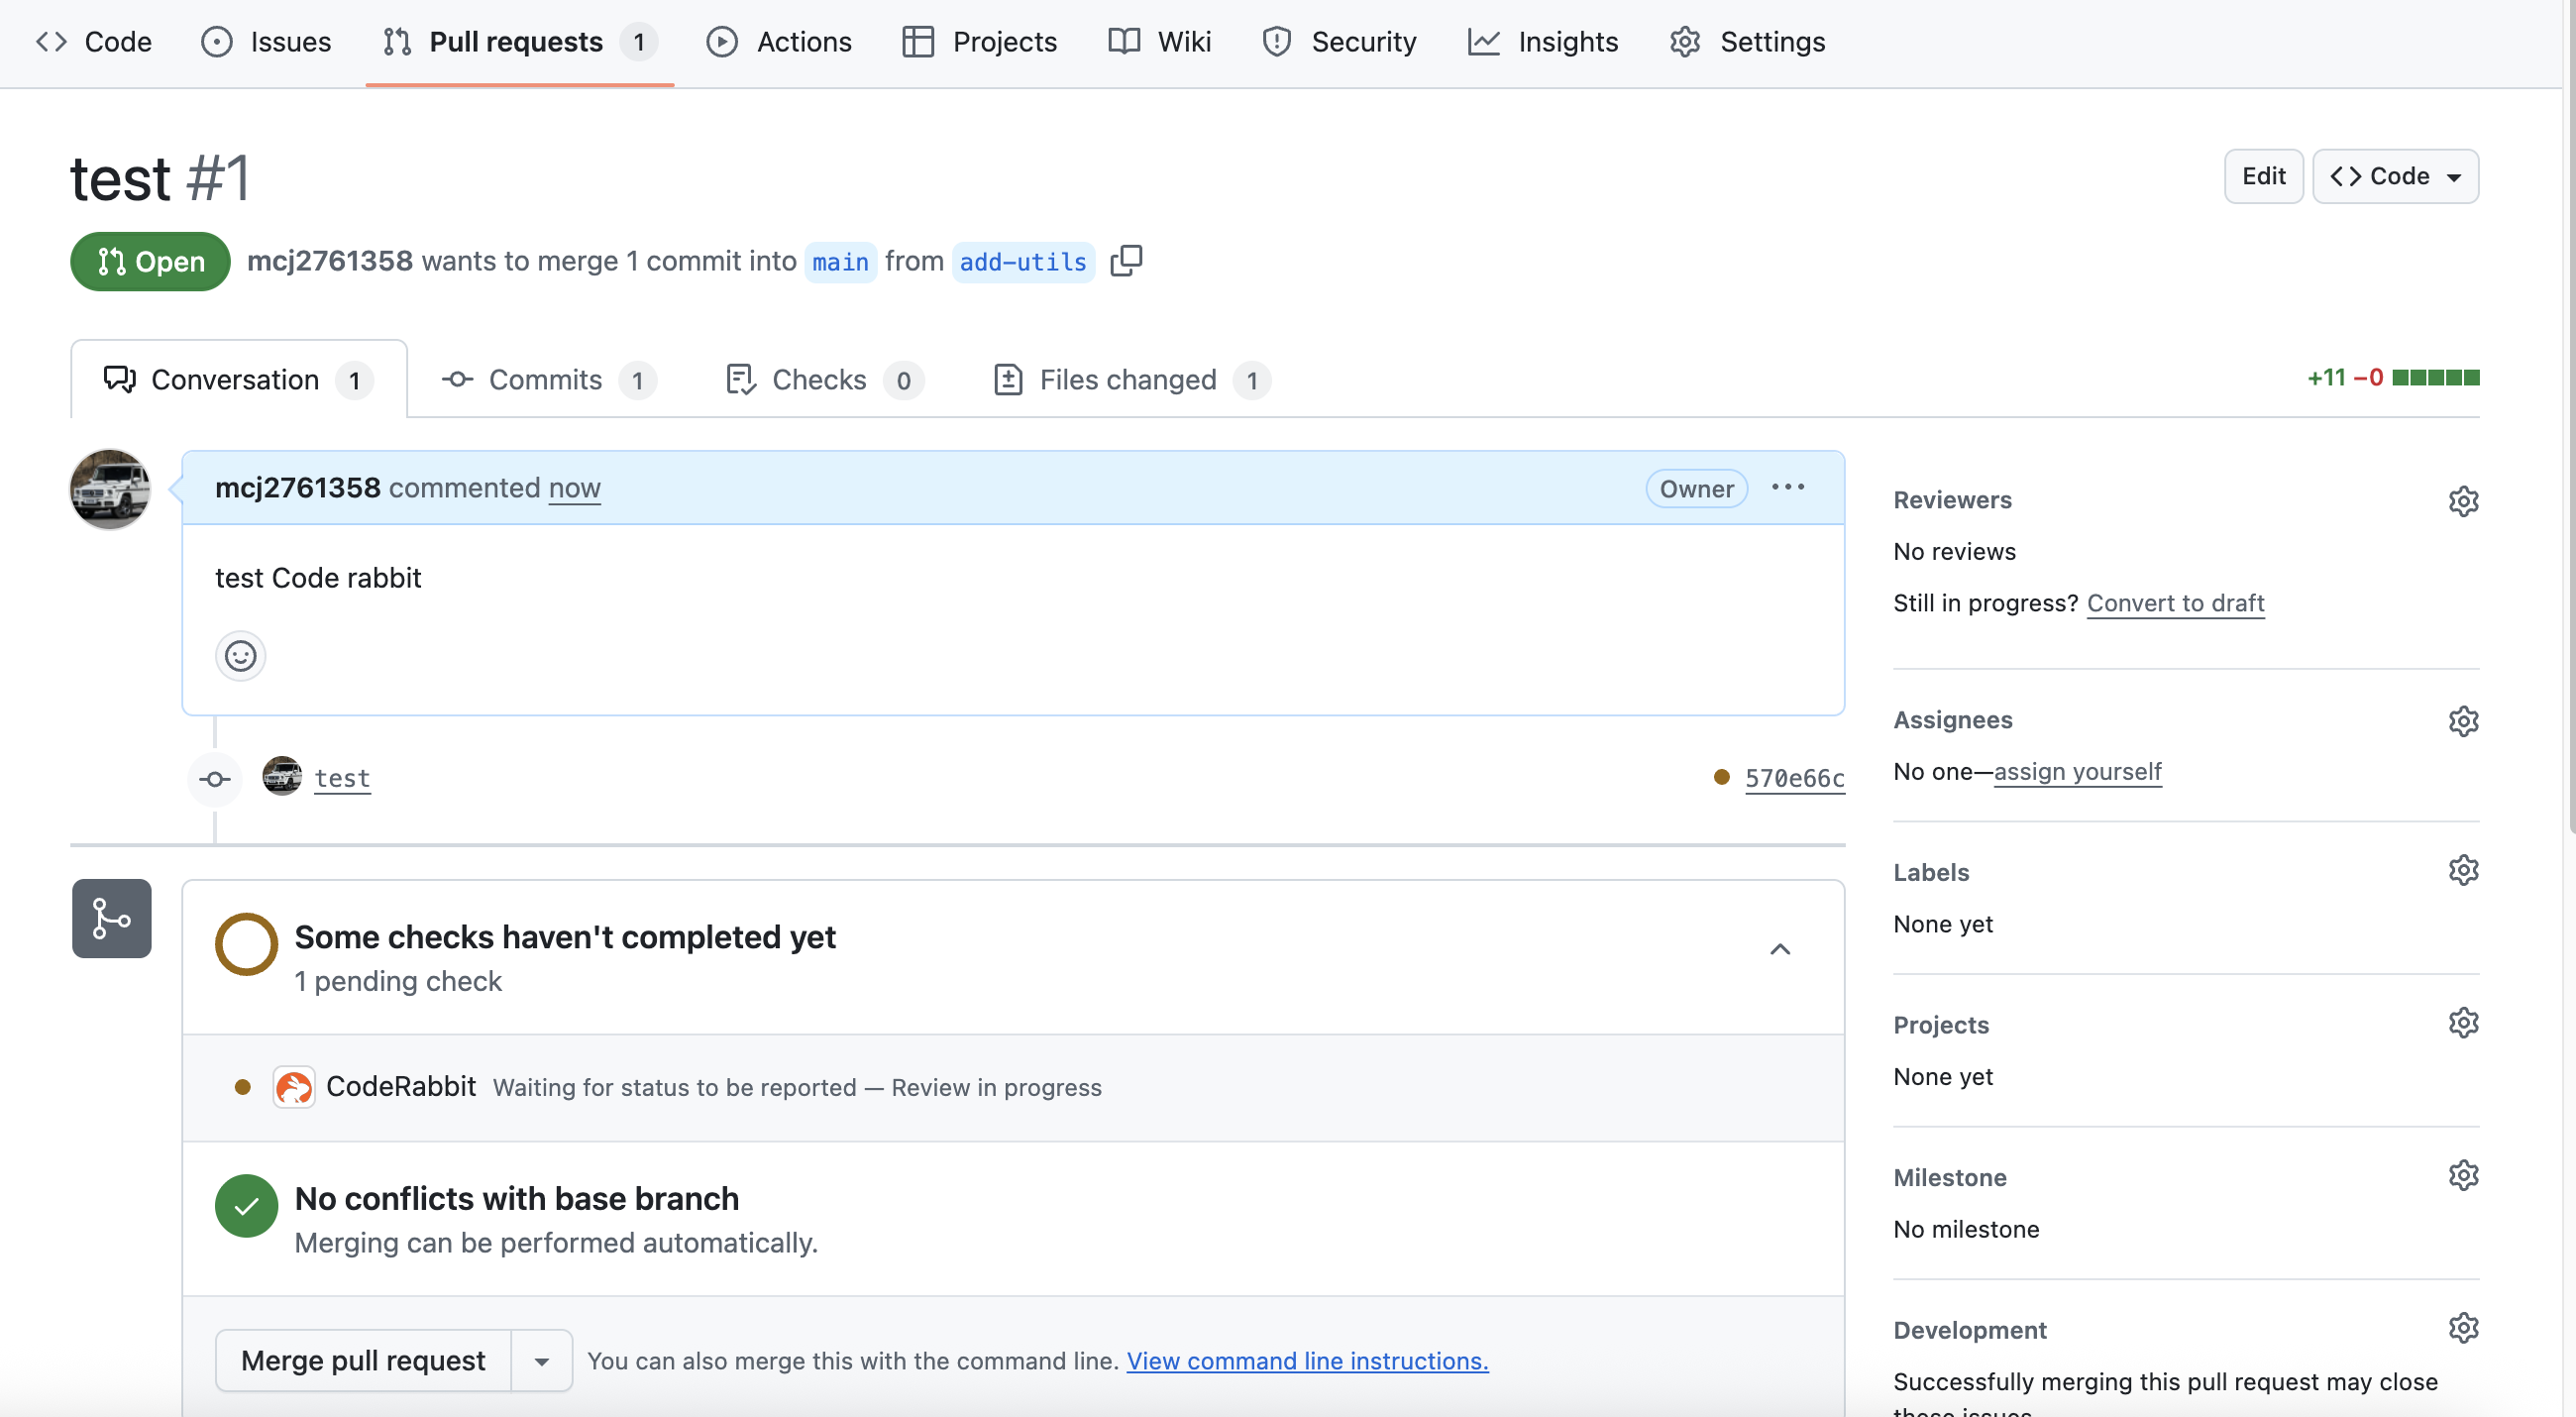 Code Issues Pull requests 1 Actions Projects Wiki Security Insights Settings
test #1
Edit Code
Open mcj2761358 wants to merge 1 commit into main from add-utils
Conversation 1 Commits 1 Checks 0 Files changed 1 +11 −0
mcj2761358 commented now Owner
test Code rabbit
test 570e66c
Some checks haven't completed yet
1 pending check
CodeRabbit Waiting for status to be reported — Review in progress
No conflicts with base branch
Merging can be performed automatically.
Merge pull request You can also merge this with the command line. View command line instructions.
Reviewers
No reviews
Still in progress? Convert to draft
Assignees
No one—assign yourself
Labels
None yet
Projects
None yet
Milestone
No milestone
Development
Successfully merging this pull request may close
these issues.